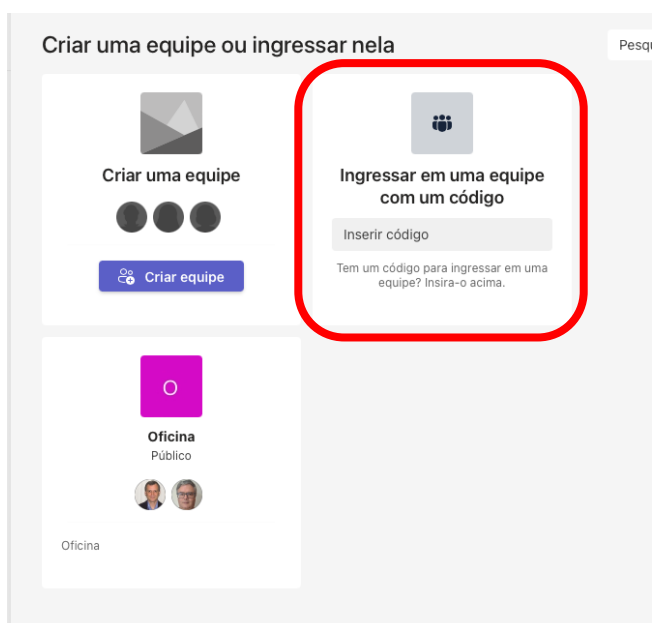 Criar uma equipe ou ingressar nela
Criar uma equipe
Criar equipe
Ingressar em uma equipe
com um código
Inserir código
Tem um código para ingressar em uma
equipe? Insira-o acima.
O
Oficina
Público
Oficina